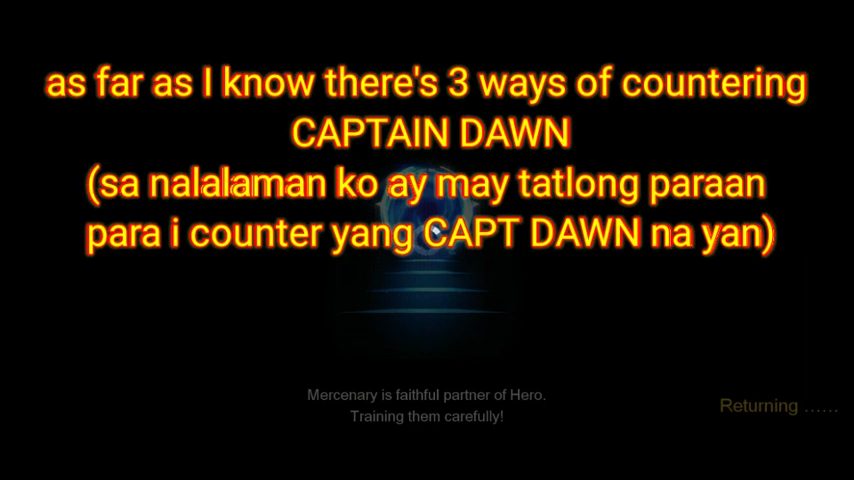 as far as I know there's 3 ways of countering
CAPTAIN DAWN
(sa nalalaman ko ay may tatlong paraan
para i counter yang CAPT DAWN na yan)
Mercenary is faithful partner of Hero.
Training them carefully!
Returning ......